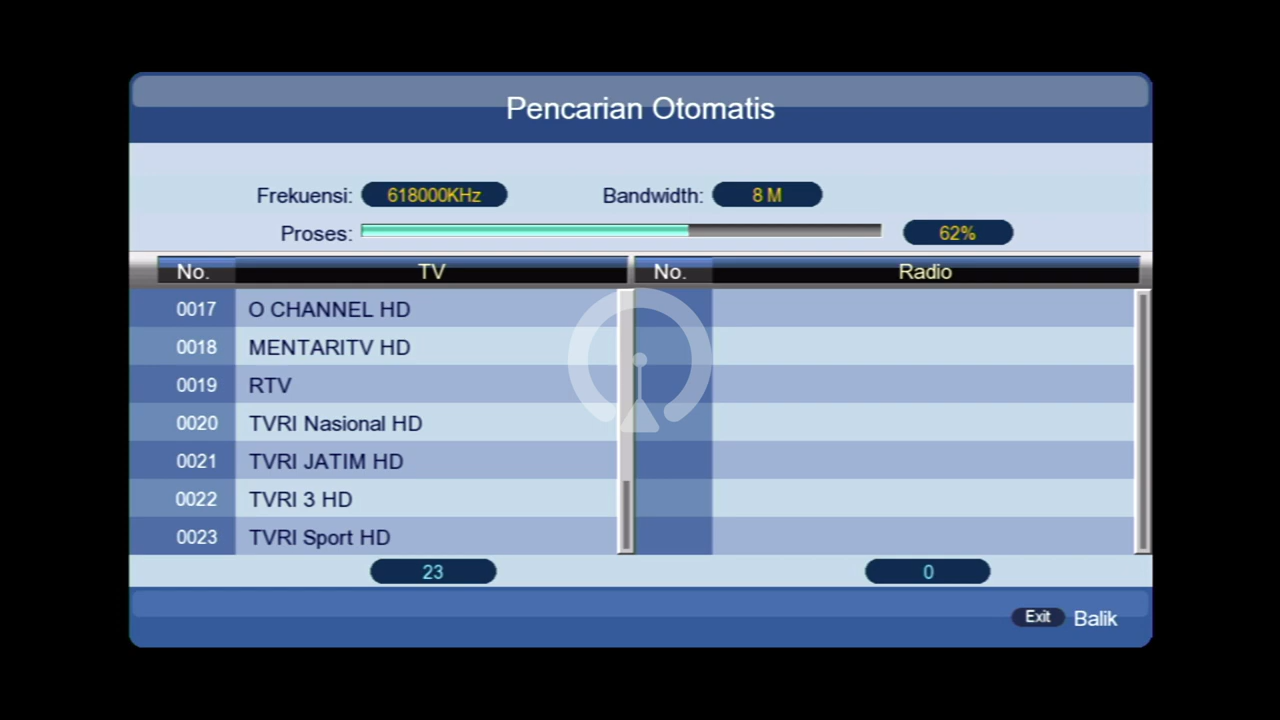 Pencarian Otomatis
Frekuensi: 618000KHz Bandwidth: 8 M
Proses: 62%
No. TV No. Radio
0017 O CHANNEL HD
0018 MENTARITV HD
0019 RTV
0020 TVRI Nasional HD
0021 TVRI JATIM HD
0022 TVRI 3 HD
0023 TVRI Sport HD
23 0
Exit Balik